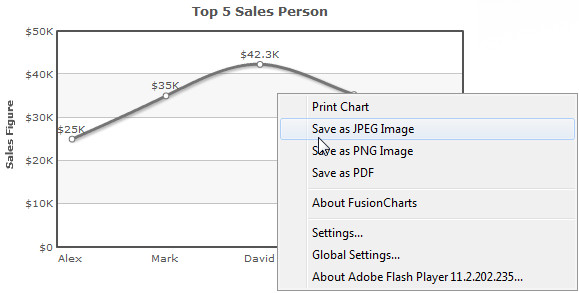 Top 5 Sales Person
$50K
$40K
$30K
$20K
$10K
$0
Sales Figure
$25K
$35K
$42.3K
Alex
Mark
David
Print Chart
Save as JPEG Image
Save as PNG Image
Save as PDF
About FusionCharts
Settings...
Global Settings...
About Adobe Flash Player 11.2.202.235...